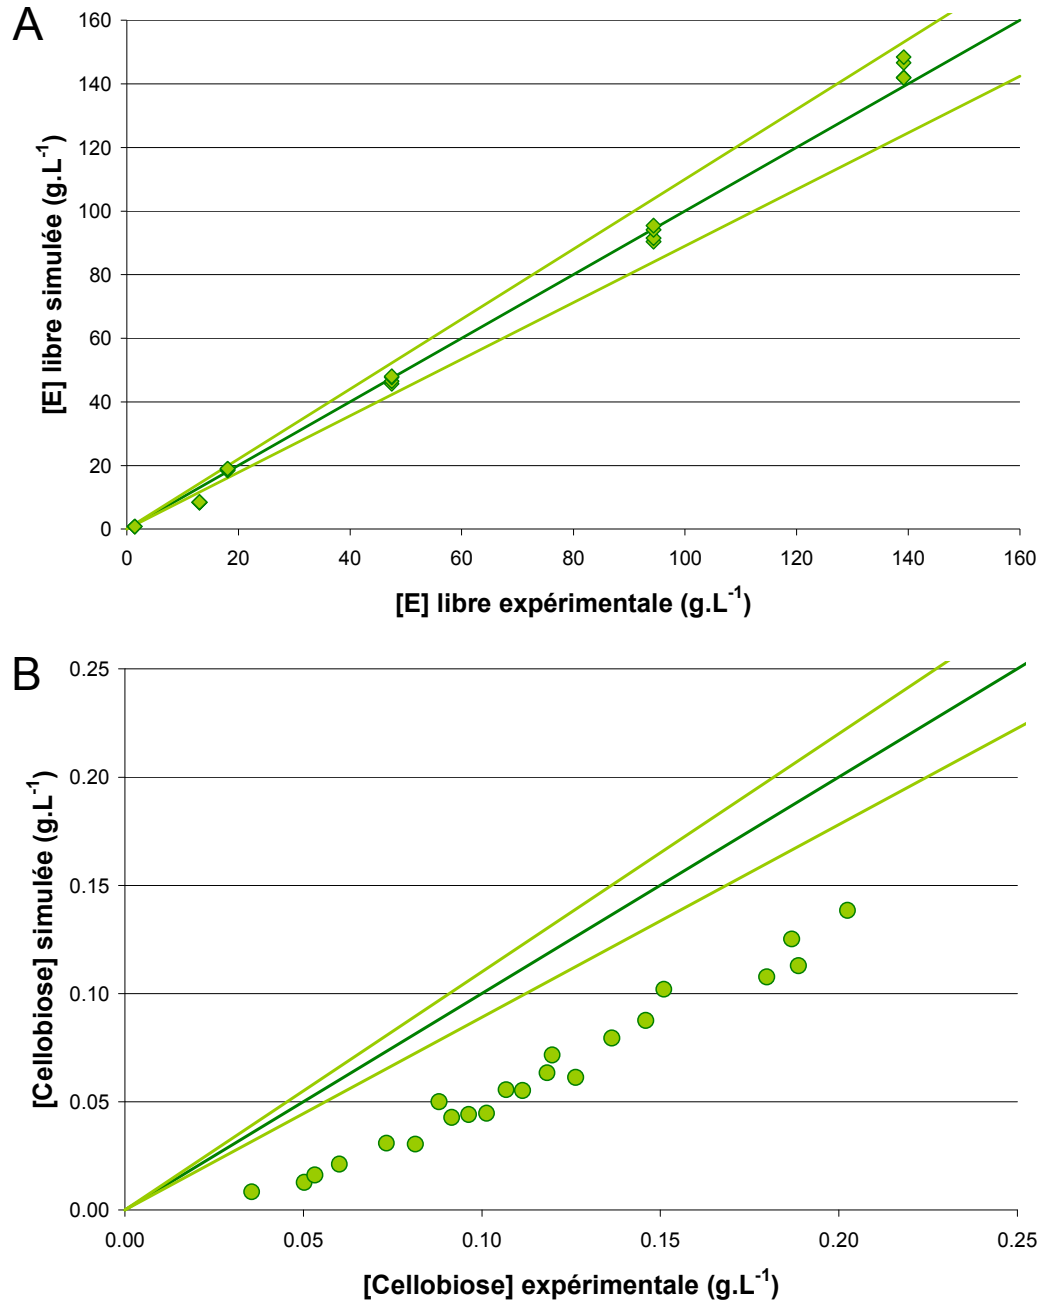 A
160
140
120
100
80
60
40
20
0
[E] libre simulée (g.L⁻¹)
0 20 40 60 80 100 120 140 160
[E] libre expérimentale (g.L⁻¹)
B
0.25
0.20
0.15
0.10
0.05
0.00
[Cellobiose] simulée (g.L⁻¹)
0.00 0.05 0.10 0.15 0.20 0.25
[Cellobiose] expérimentale (g.L⁻¹)